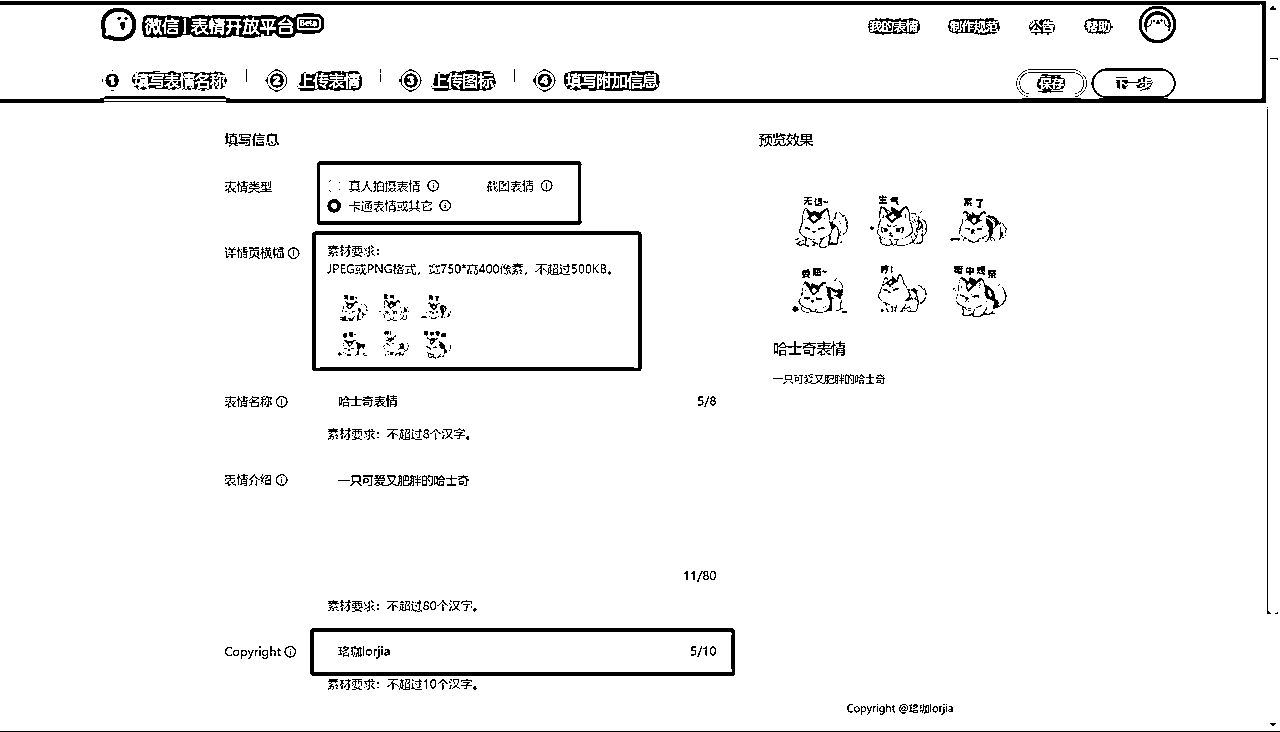 微信 | 表情开放平台 Beta
我的表情 制作规范 公告 帮助
1 填写表情名称 2 上传表情 3 上传图标 4 填写附加信息 保存 下一步
填写信息
预览效果
表情类型
真人拍摄表情 截图表情
卡通表情或其它
详情页横幅
素材要求:
JPEG或PNG格式,宽750*高400像素,不超过500KB。
无语~ 生气 累了
哼! 暗中观察
哈士奇表情
一只可爱又肥胖的哈士奇
表情名称 哈士奇表情 5/8
素材要求:不超过8个汉字。
表情介绍 一只可爱又肥胖的哈士奇
11/80
素材要求:不超过80个汉字。
Copyright 珞珈lorjia 5/10
素材要求:不超过10个汉字。
Copyright @珞珈lorjia